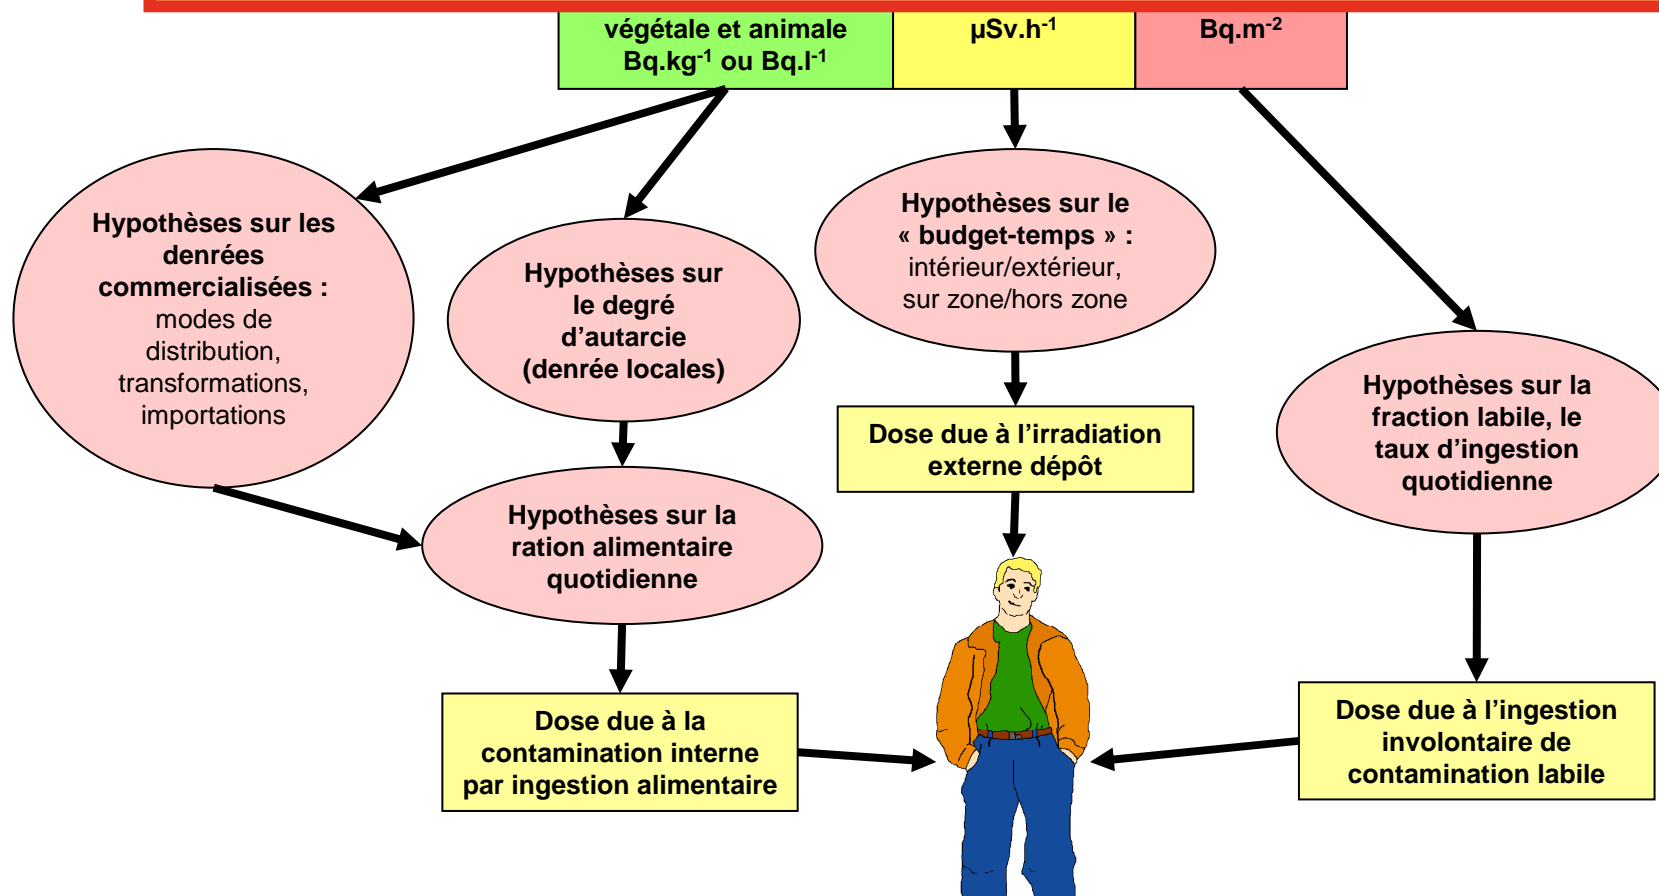 végétale et animale
Bq.kg⁻¹ ou Bq.l⁻¹
µSv.h⁻¹
Bq.m⁻²
Hypothèses sur les
denrées
commercialisées :
modes de
distribution,
transformations,
importations
Hypothèses sur
le degré
d’autarcie
(denrée locales)
Hypothèses sur le
« budget-temps » :
intérieur/extérieur,
sur zone/hors zone
Hypothèses sur la
fraction labile, le
taux d’ingestion
quotidienne
Dose due à l’irradiation
externe dépôt
Hypothèses sur la
ration alimentaire
quotidienne
Dose due à la
contamination interne
par ingestion alimentaire
Dose due à l’ingestion
involontaire de
contamination labile